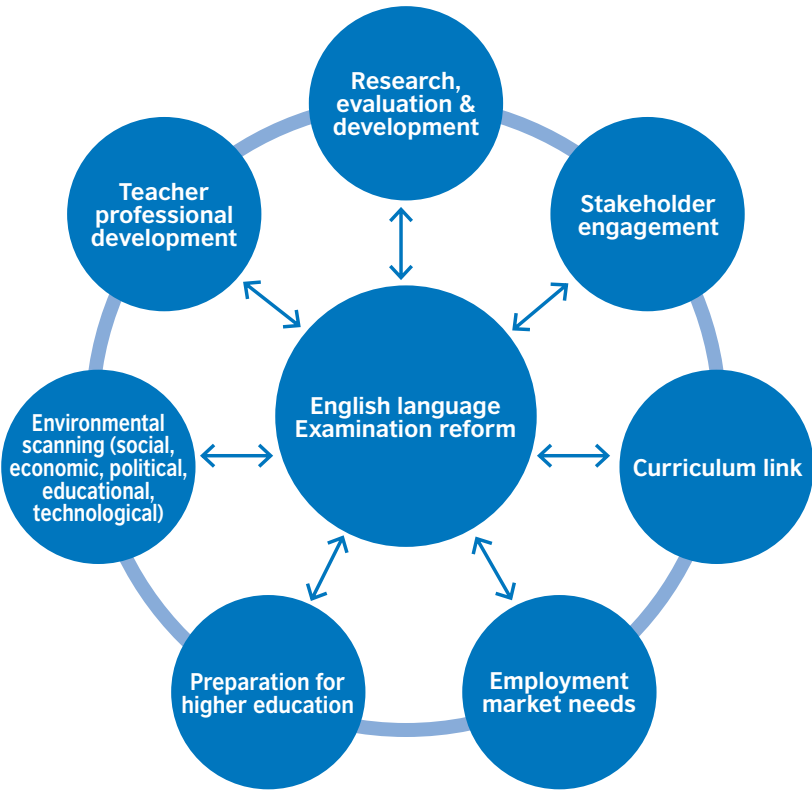 Research,
evaluation &
development
Teacher
professional
development
Stakeholder
engagement
English language
Examination reform
Environmental
scanning (social,
economic, political,
educational,
technological)
Curriculum link
Preparation for
higher education
Employment
market needs